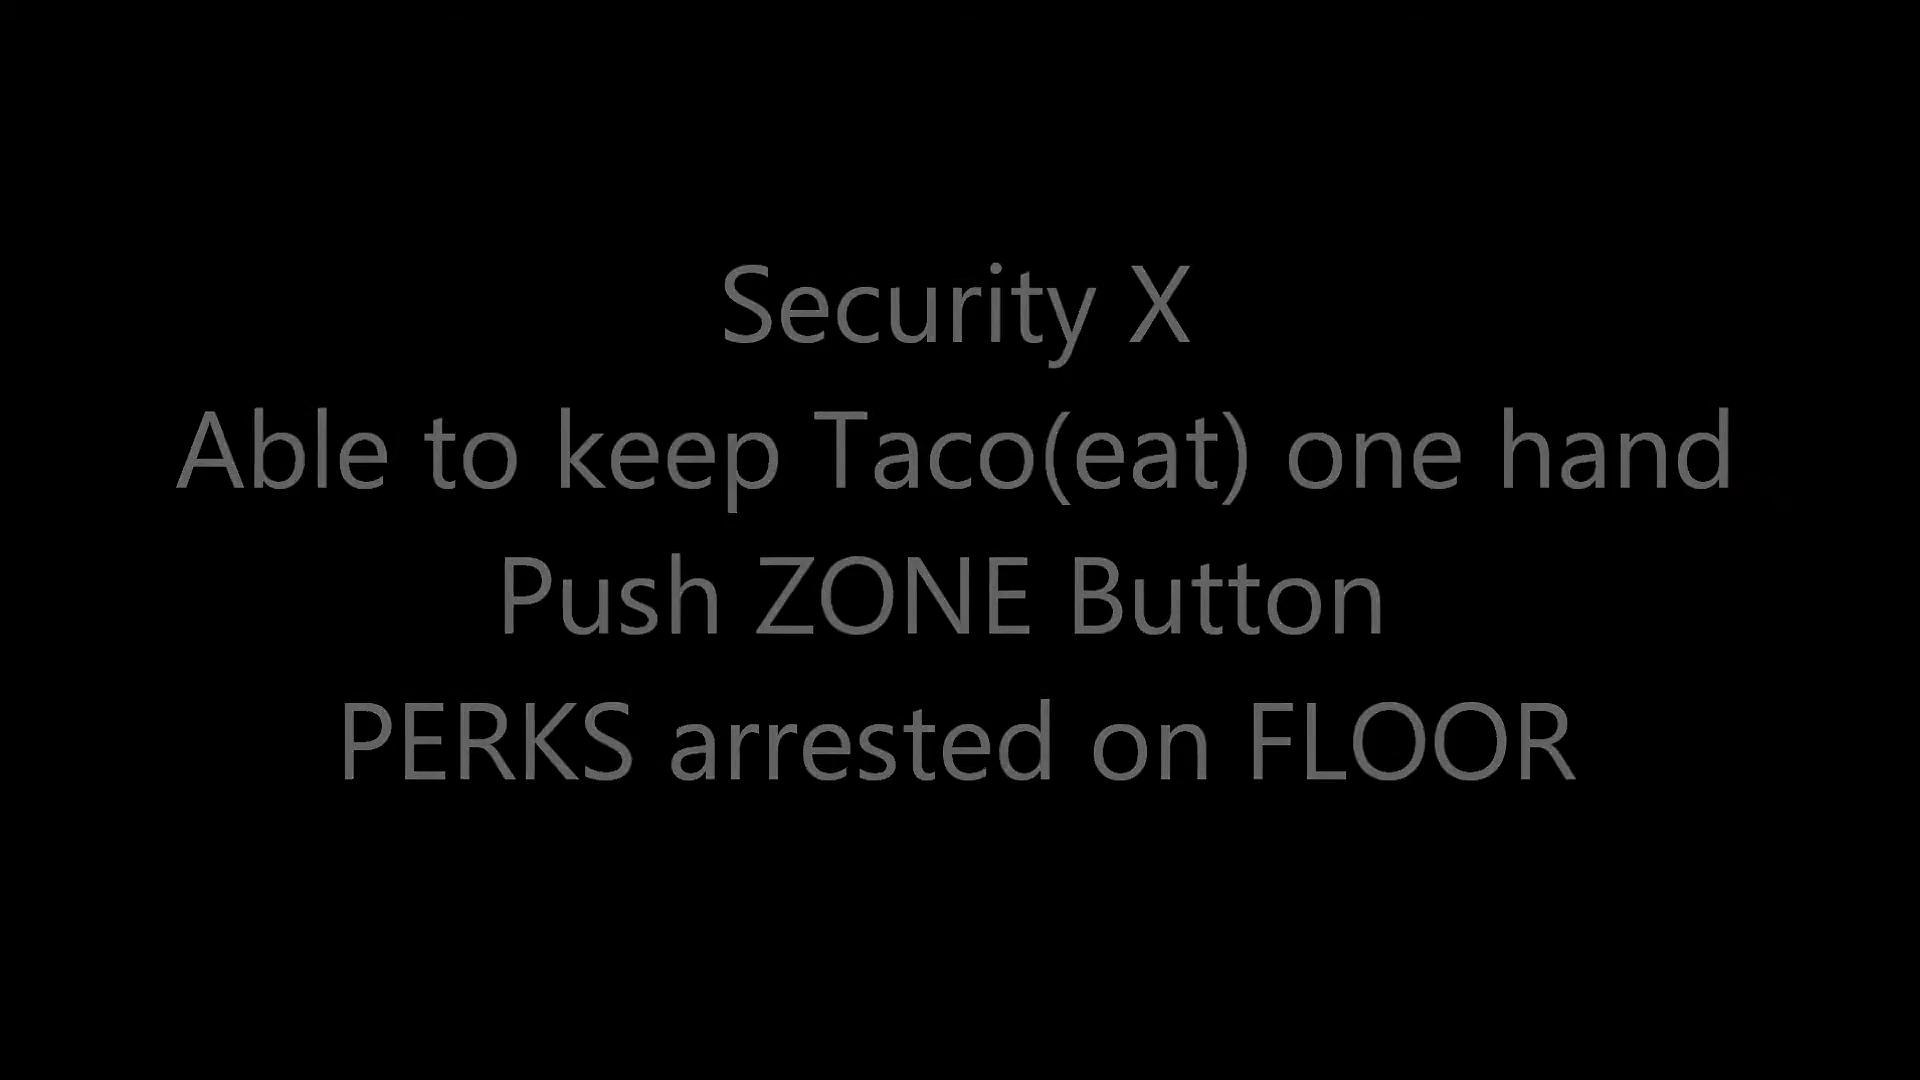 Security X
Able to keep Taco(eat) one hand
Push ZONE Button
PERKS arrested on FLOOR